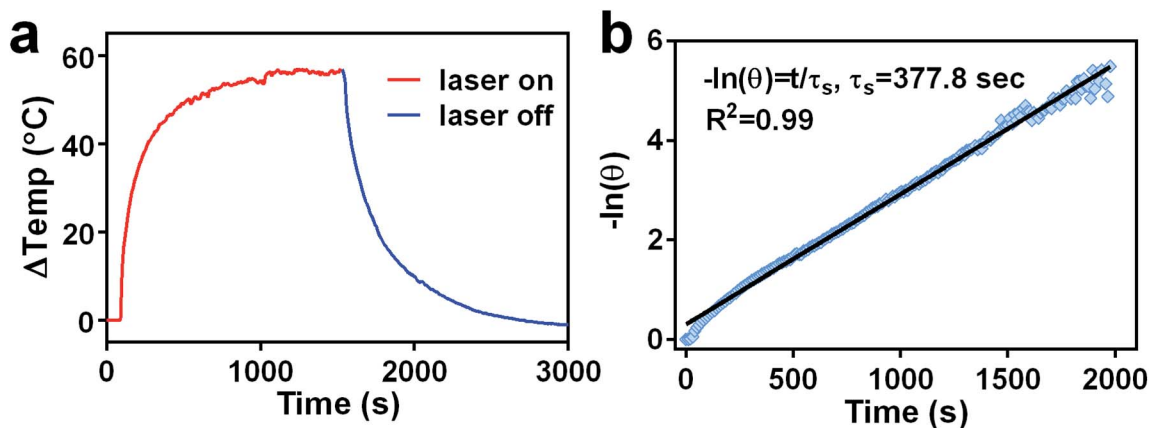 a
60
40
20
0
ΔTemp (°C)
laser on
laser off
0
1000
2000
3000
Time (s)
b
6
4
2
0
-ln(θ)
-ln(θ)=t/τₛ, τₛ=377.8 sec
R²=0.99
0
500
1000
1500
2000
Time (s)